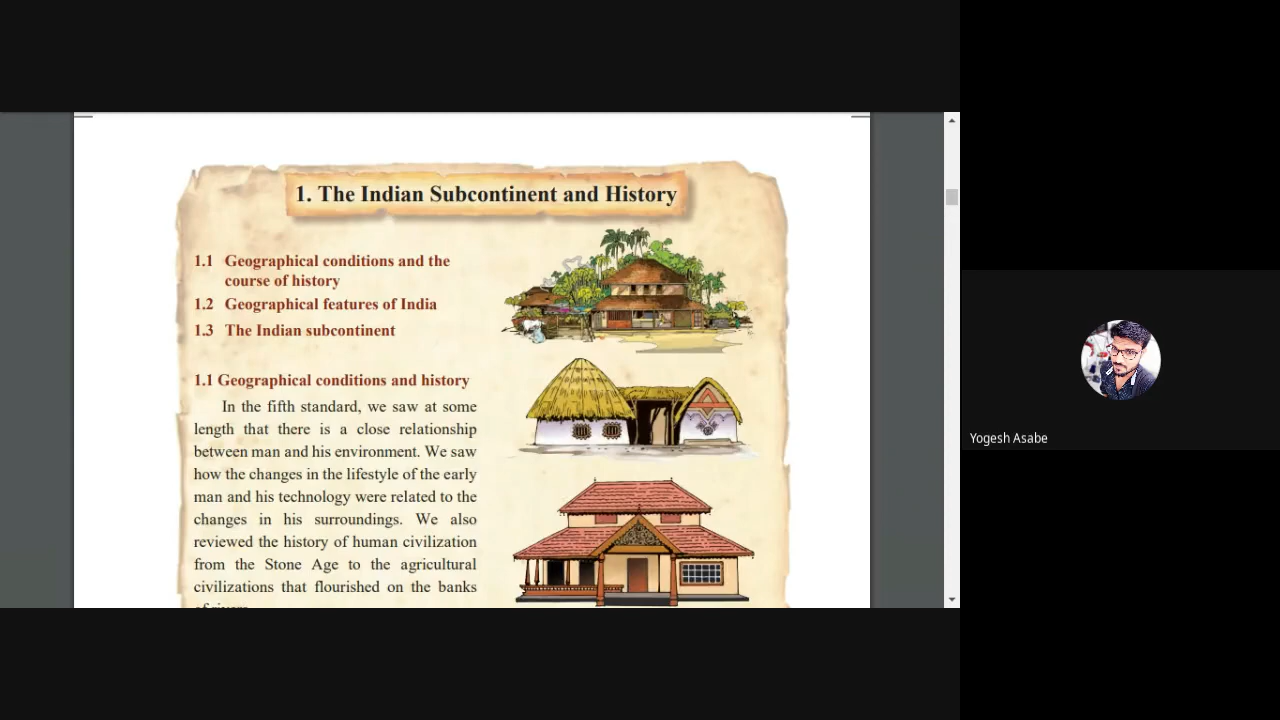 1. The Indian Subcontinent and History
1.1 Geographical conditions and the
course of history
1.2 Geographical features of India
1.3 The Indian subcontinent
1.1 Geographical conditions and history
In the fifth standard, we saw at some
length that there is a close relationship
between man and his environment. We saw
how the changes in the lifestyle of the early
man and his technology were related to the
changes in his surroundings. We also
reviewed the history of human civilization
from the Stone Age to the agricultural
civilizations that flourished on the banks
of rivers.
Yogesh Asabe